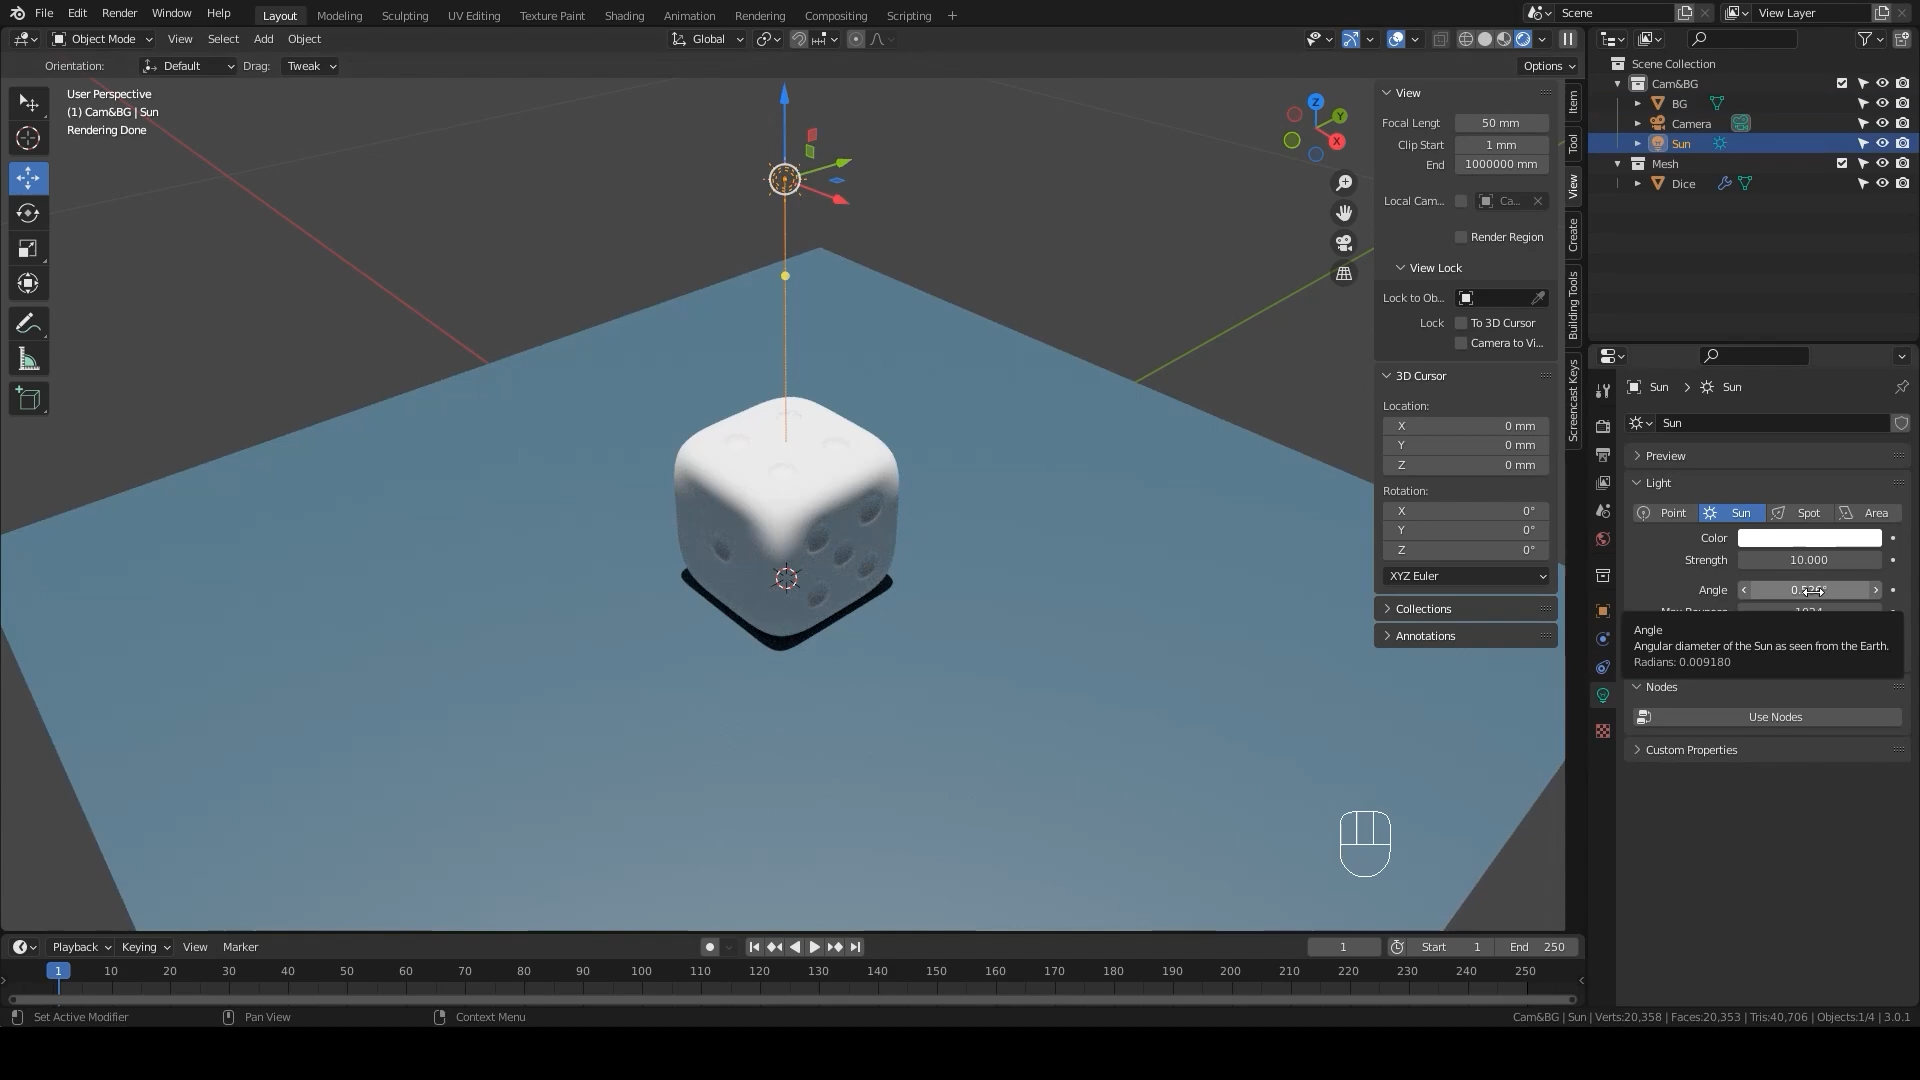 File Edit Render Window Help Layout Modeling Sculpting UV Editing Texture Paint Shading Animation Rendering Compositing Scripting + Scene View Layer
Object Mode View Select Add Object Global
Orientation: Default Drag: Tweak Options
User Perspective
(1) Cam&BG | Sun
Rendering Done
Z
Y
X
View
Focal Lengt 50 mm
Clip Start 1 mm
End 1000000 mm
Local Cam... Ca...
Render Region
View Lock
Lock to Ob...
Lock To 3D Cursor
Camera to Vi...
3D Cursor
Location:
X 0 mm
Y 0 mm
Z 0 mm
Rotation:
X 0°
Y 0°
Z 0°
XYZ Euler
Collections
Annotations
Item
Tool
View
Create
Building Tools
Screencast Keys
Scene Collection
Cam&BG
BG
Camera
Sun
Mesh
Dice
Sun > Sun
Sun
Preview
Light
Point Sun Spot Area
Color
Strength 10.000
Angle
Angle
Angular diameter of the Sun as seen from the Earth.
Radians: 0.009180
Nodes
Use Nodes
Custom Properties
Playback Keying View Marker 1 Start 1 End 250
1 10 20 30 40 50 60 70 80 90 100 110 120 130 140 150 160 170 180 190 200 210 220 230 240 250
Set Active Modifier Pan View Context Menu Cam&BG | Sun | Verts:20,358 | Faces:20,353 | Tris:40,706 | Objects:1/4 | 3.0.1